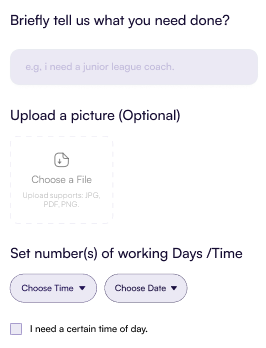 Briefly tell us what you need done?
e.g, i need a junior league coach.
Upload a picture (Optional)
Choose a File
Upload supports: JPG,
PDF, PNG.
Set number(s) of working Days /Time
Choose Time
Choose Date
I need a certain time of day.